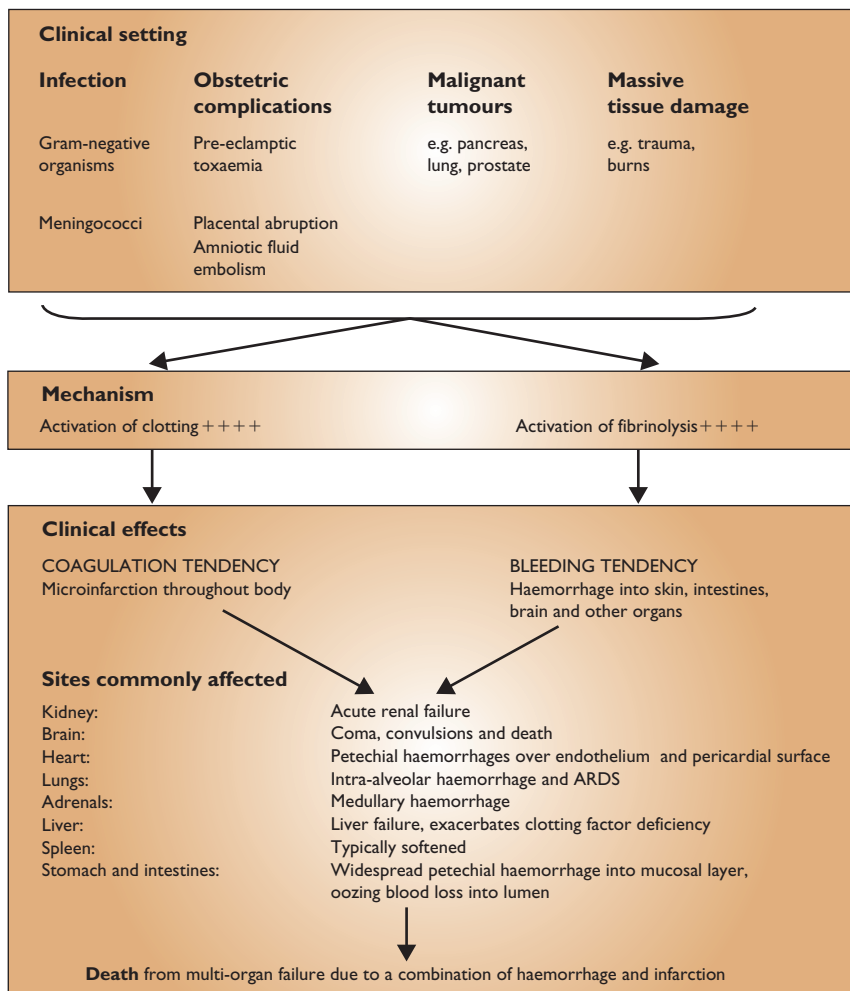 Clinical setting
Infection
Gram-negative
organisms
Meningococci
Obstetric
complications
Pre-eclamptic
toxaemia
Placental abruption
Amniotic fluid
embolism
Malignant
tumours
e.g. pancreas,
lung, prostate
Massive
tissue damage
e.g. trauma,
burns
Mechanism
Activation of clotting ++++
Activation of fibrinolysis ++++
Clinical effects
COAGULATION TENDENCY
Microinfarction throughout body
BLEEDING TENDENCY
Haemorrhage into skin, intestines,
brain and other organs
Sites commonly affected
Kidney: Acute renal failure
Brain: Coma, convulsions and death
Heart: Petechial haemorrhages over endothelium and pericardial surface
Lungs: Intra-alveolar haemorrhage and ARDS
Adrenals: Medullary haemorrhage
Liver: Liver failure, exacerbates clotting factor deficiency
Spleen: Typically softened
Stomach and intestines: Widespread petechial haemorrhage into mucosal layer,
oozing blood loss into lumen
Death from multi-organ failure due to a combination of haemorrhage and infarction